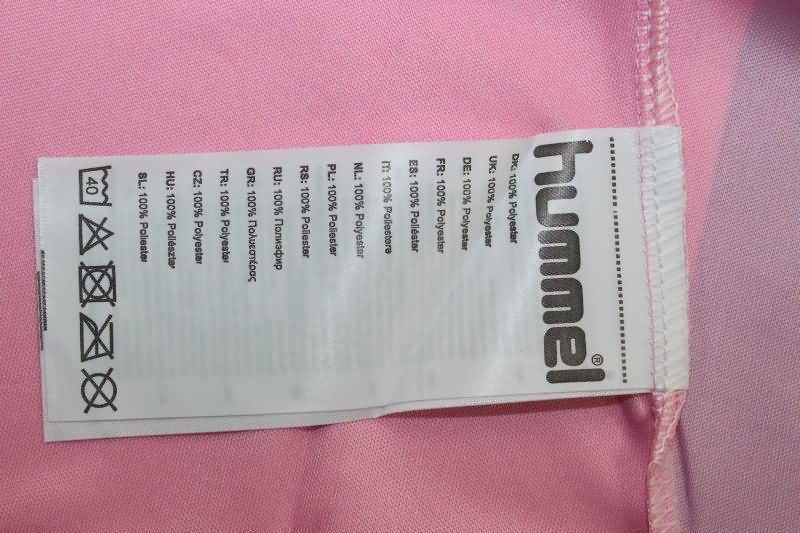 hummel®
DK: 100% Polyester
UK: 100% Polyester
DE: 100% Polyester
FR: 100% Polyester
ES: 100% Poliéster
IT: 100% Poliestere
NL: 100% Polyester
PL: 100% Poliester
RS: 100% Poliester
RU: 100% Полиэфир
GR: 100% Πολυεστέρας
TR: 100% Polyester
CZ: 100% Polyester
HU: 100% Poliészter
SL: 100% Poliester
40